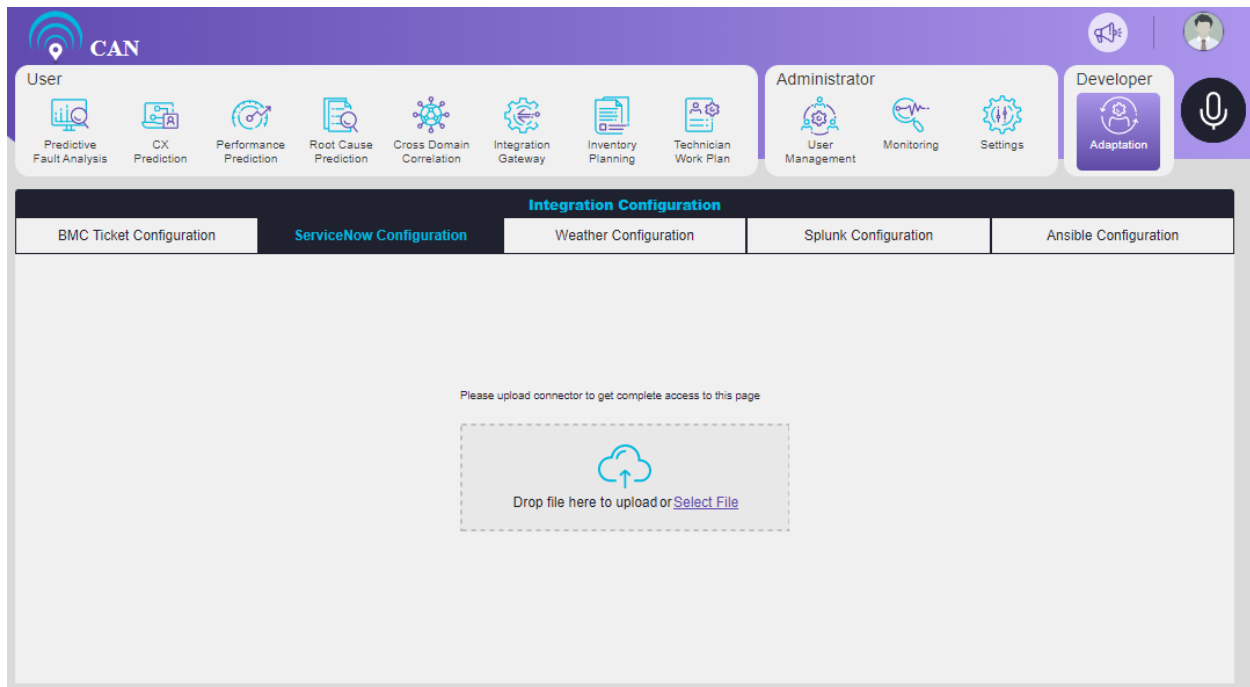 CAN
User
Administrator
Developer
Predictive
Fault Analysis
CX
Prediction
Performance
Prediction
Root Cause
Prediction
Cross Domain
Correlation
Integration
Gateway
Inventory
Planning
Technician
Work Plan
User
Management
Monitoring
Settings
Adaptation
Integration Configuration
BMC Ticket Configuration
ServiceNow Configuration
Weather Configuration
Splunk Configuration
Ansible Configuration
Please upload connector to get complete access to this page
Drop file here to upload or Select File